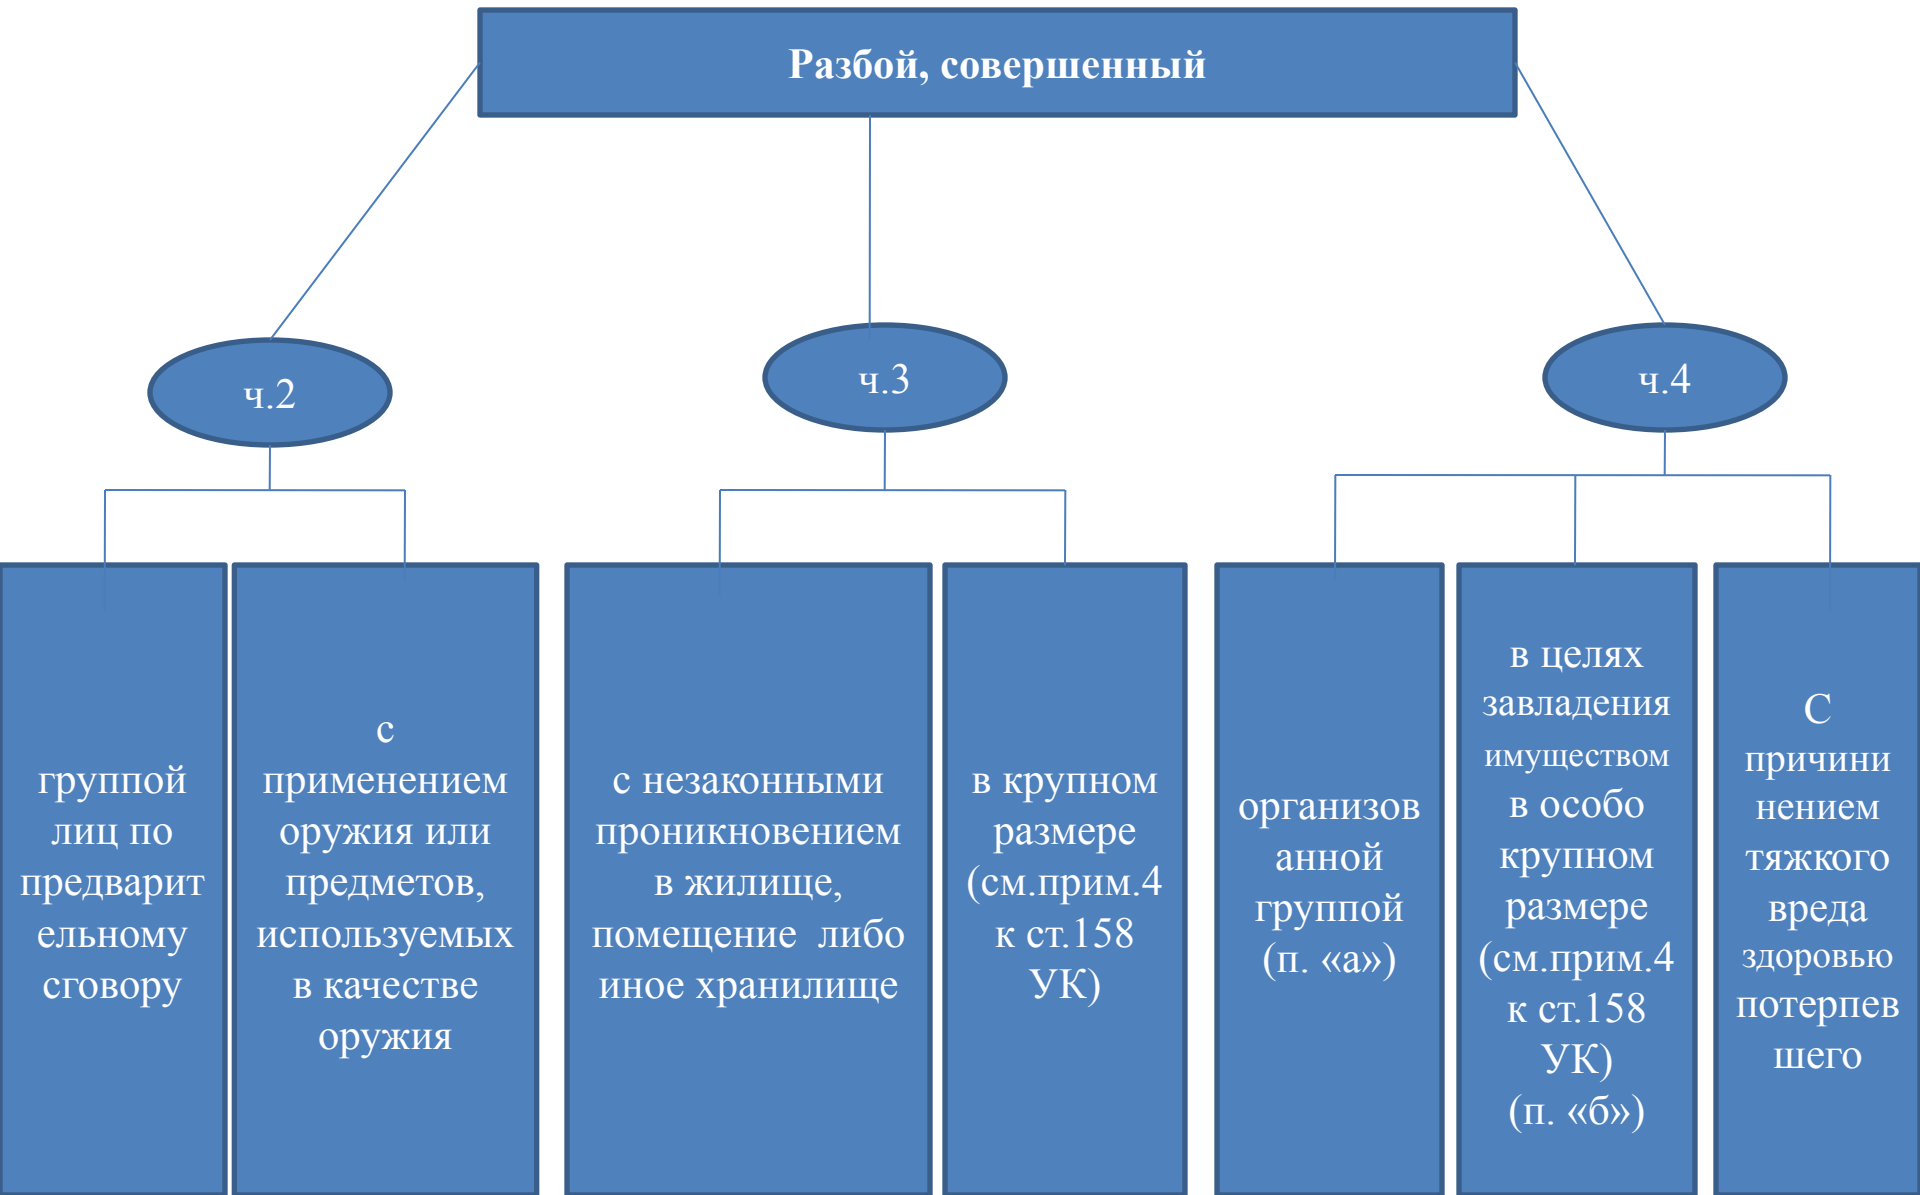 Разбой, совершенный
ч.2
ч.3
ч.4
группой
лиц по
предварит
ельному
сговору
с
применением
оружия или
предметов,
используемых
в качестве
оружия
с незаконными
проникновением
в жилище,
помещение либо
иное хранилище
в крупном
размере
(см.прим.4
к ст.158
УК)
организов
анной
группой
(п. «а»)
в целях
завладения
имуществом
в особо
крупном
размере
(см.прим.4
к ст.158
УК)
(п. «б»)
С
причини
нением
тяжкого
вреда
здоровью
потерпев
шего